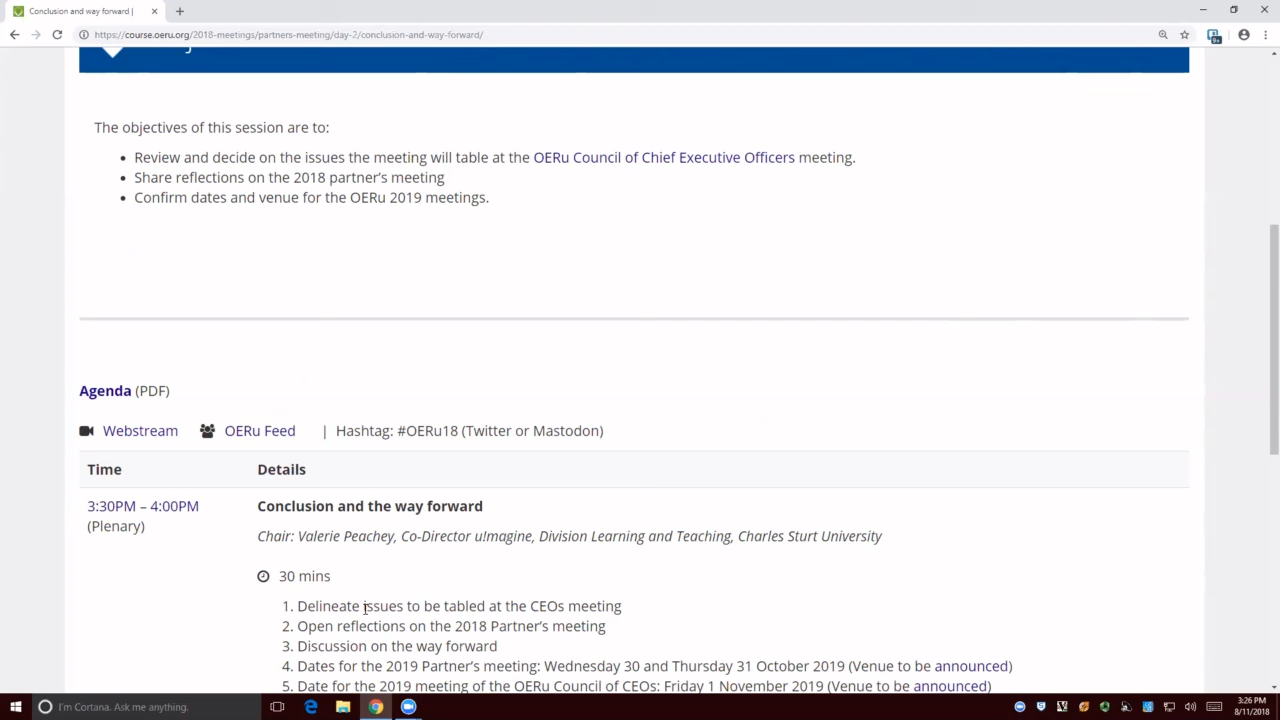 Conclusion and way forward |
https://course.oeru.org/2018-meetings/partners-meeting/day-2/conclusion-and-way-forward/
The objectives of this session are to:
• Review and decide on the issues the meeting will table at the OERu Council of Chief Executive Officers meeting.
• Share reflections on the 2018 partner's meeting
• Confirm dates and venue for the OERu 2019 meetings.
Agenda (PDF)
Webstream OERu Feed | Hashtag: #OERu18 (Twitter or Mastodon)
Time Details
3:30PM – 4:00PM Conclusion and the way forward
(Plenary)
Chair: Valerie Peachey, Co-Director u!magine, Division Learning and Teaching, Charles Sturt University
30 mins
1. Delineate issues to be tabled at the CEOs meeting
2. Open reflections on the 2018 Partner's meeting
3. Discussion on the way forward
4. Dates for the 2019 Partner's meeting: Wednesday 30 and Thursday 31 October 2019 (Venue to be announced)
5. Date for the 2019 meeting of the OERu Council of CEOs: Friday 1 November 2019 (Venue to be announced)
I'm Cortana. Ask me anything.
3:26 PM
8/11/2018